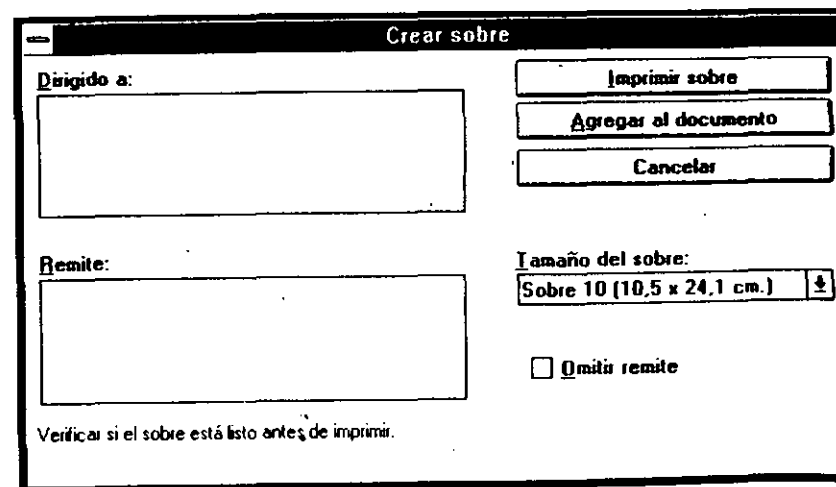 Crear sobre
Dirigido a:
Imprimir sobre
Agregar al documento
Cancelar
Remite:
Tamaño del sobre:
Sobre 10 (10,5 x 24,1 cm.)
Omitir remite
Verificar si el sobre está listo antes de imprimir.